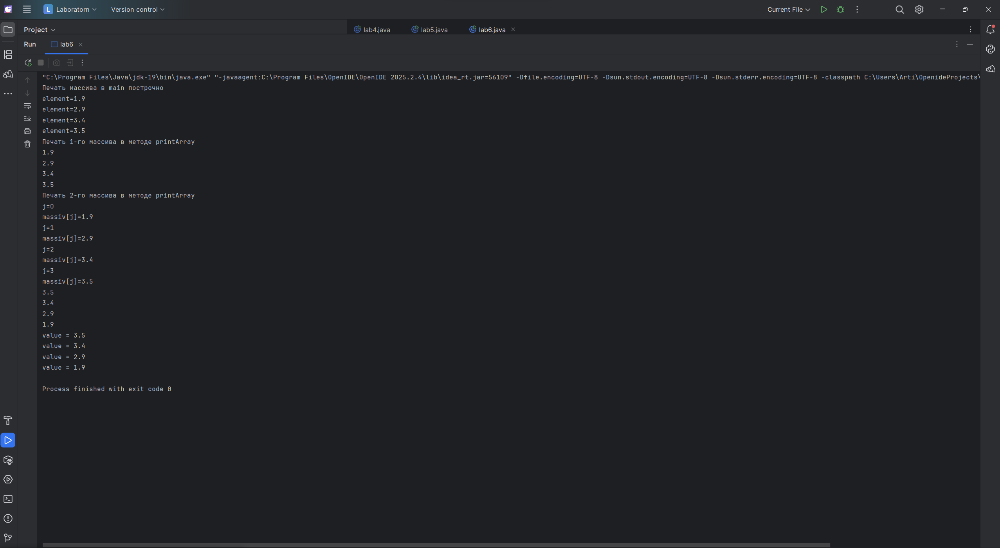 L Laboratorn Version control Current File
Project lab4.java lab5.java lab6.java
Run lab6
"C:\Program Files\Java\jdk-19\bin\java.exe" "-javaagent:C:\Program Files\OpenIDE\OpenIDE 2025.2.4\lib\idea_rt.jar=56109" -Dfile.encoding=UTF-8 -Dsun.stdout.encoding=UTF-8 -Dsun.stderr.encoding=UTF-8 -classpath C:\Users\Arti\OpenideProjects\
Печать массива в main построчно
element=1.9
element=2.9
element=3.4
element=3.5
Печать 1-го массива в методе printArray
1.9
2.9
3.4
3.5
Печать 2-го массива в методе printArray
j=0
massiv[j]=1.9
j=1
massiv[j]=2.9
j=2
massiv[j]=3.4
j=3
massiv[j]=3.5
3.5
3.4
2.9
1.9
value = 3.5
value = 3.4
value = 2.9
value = 1.9
Process finished with exit code 0